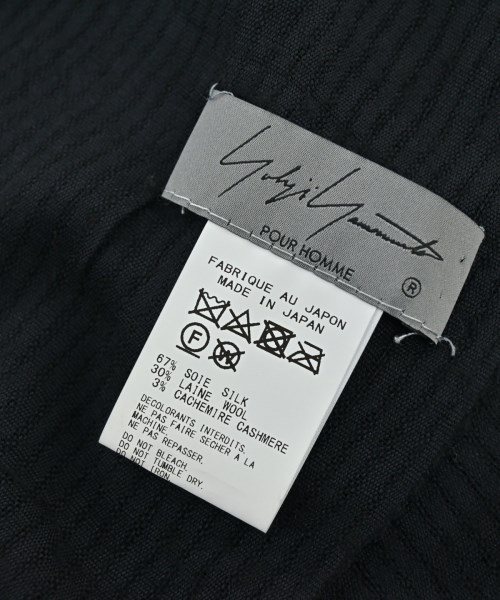 Yohji Yamamoto
POUR HOMME
®
FABRIQUE AU JAPON
MADE IN JAPAN
F W
67% SOIE SILK
30% LAINE WOOL
3% CACHEMIRE CASHMERE
DECOLORANTS INTERDITS.
NE PAS FAIRE SECHER A LA
MACHINE.
NE PAS REPASSER.
DO NOT BLEACH.
DO NOT TUMBLE DRY.
DO NOT IRON.